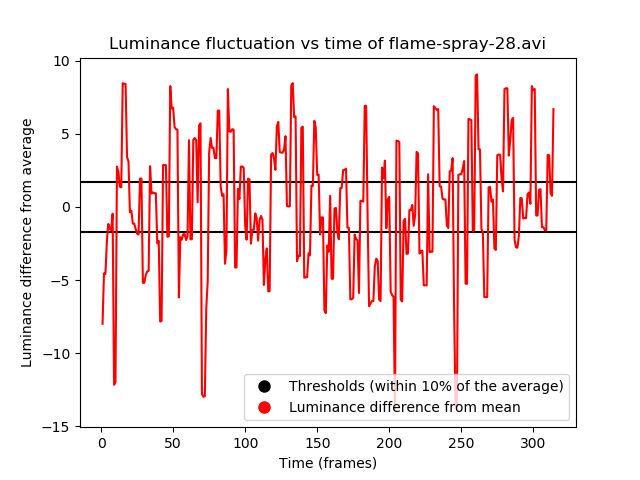 Luminance fluctuation vs time of flame-spray-28.avi
Luminance difference from average
10
5
0
−5
−10
−15
Thresholds (within 10% of the average)
Luminance difference from mean
0 50 100 150 200 250 300
Time (frames)